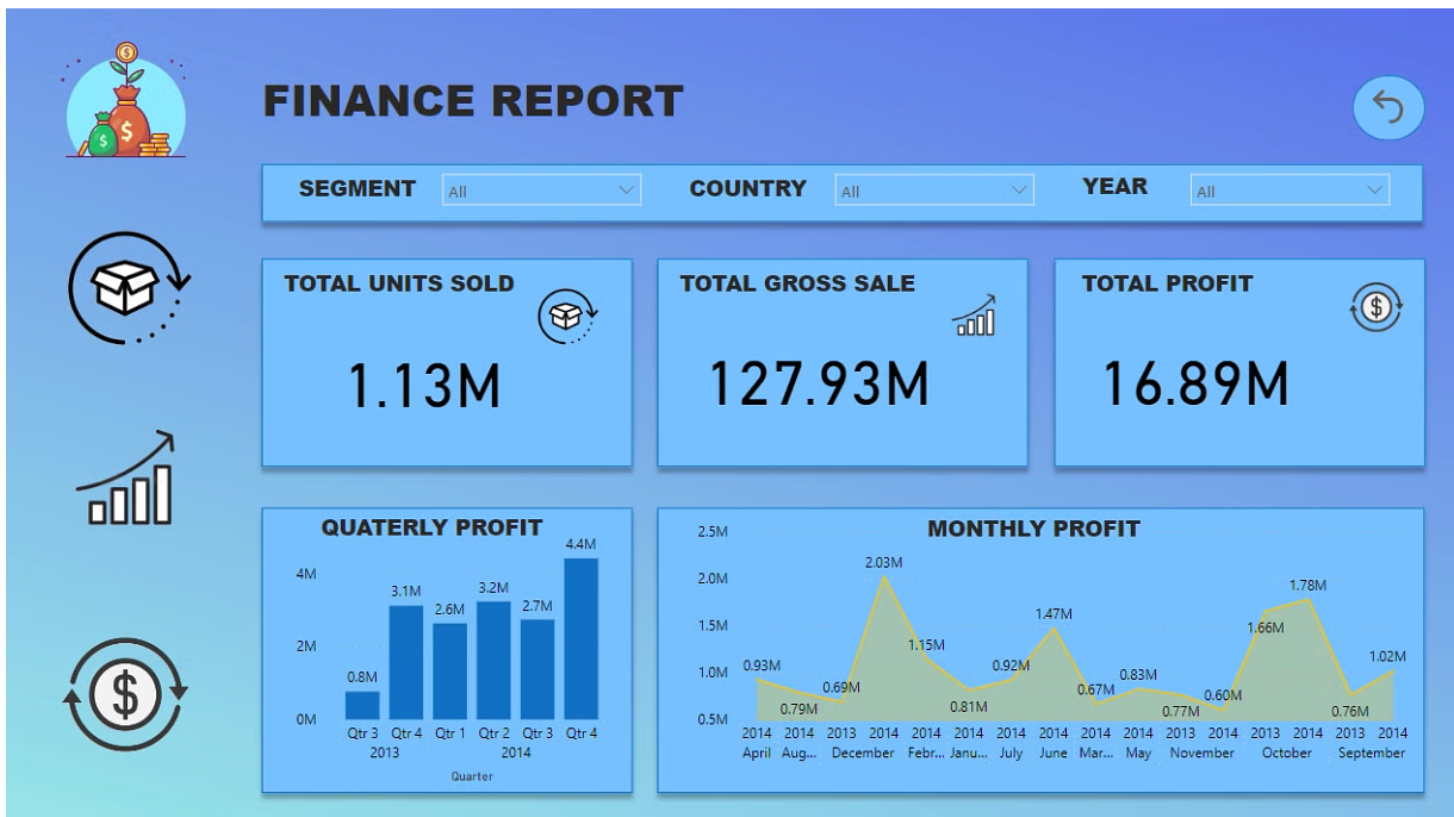 FINANCE REPORT
SEGMENT All COUNTRY All YEAR All
TOTAL UNITS SOLD
1.13M
TOTAL GROSS SALE
127.93M
TOTAL PROFIT
16.89M
QUATERLY PROFIT
4M
2M
0M
0.8M 3.1M 2.6M 3.2M 2.7M 4.4M
Qtr 3 Qtr 4 Qtr 1 Qtr 2 Qtr 3 Qtr 4
2013 2014
Quarter
MONTHLY PROFIT
2.5M
2.0M
1.5M
1.0M
0.5M
0.93M 0.79M 0.69M 2.03M 1.15M 0.81M 0.92M 1.47M 0.67M 0.83M 0.77M 0.60M 1.66M 1.78M 0.76M 1.02M
2014 2014 2013 2014 2014 2014 2014 2014 2014 2014 2013 2014 2013 2014 2013 2014
April Aug... December Febr... Janu... July June Mar... May November October September